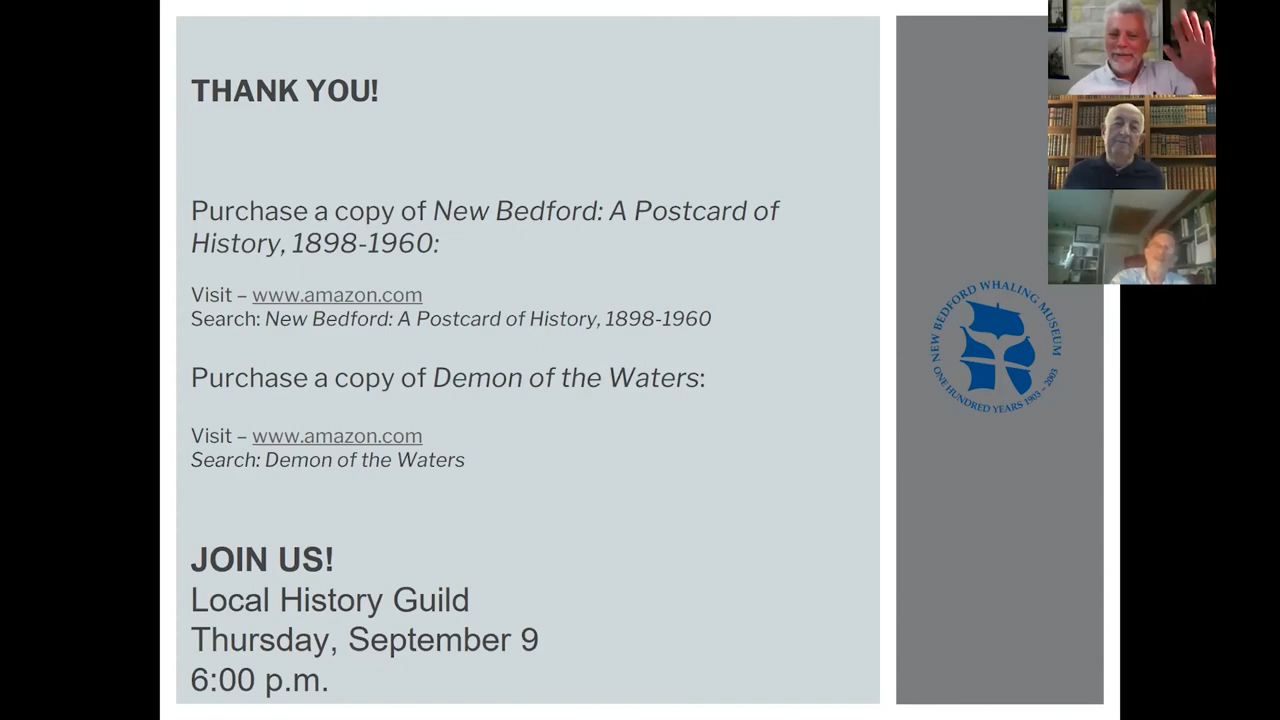 THANK YOU!
Purchase a copy of New Bedford: A Postcard of
History, 1898-1960:
Visit – www.amazon.com
Search: New Bedford: A Postcard of History, 1898-1960
Purchase a copy of Demon of the Waters:
Visit – www.amazon.com
Search: Demon of the Waters
JOIN US!
Local History Guild
Thursday, September 9
6:00 p.m.
NEW BEDFORD WHALING MUSEUM
ONE HUNDRED YEARS 1903 – 2003